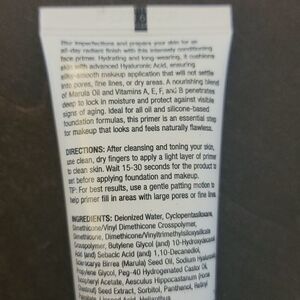 Blur imperfections and prepare your skin for an
all-day radiant finish with this intensely conditioning
face primer. Hydrating and long-wearing, it cushions
skin with advanced Hyaluronic Acid, ensuring
silky-smooth makeup application that will not settle
into pores, fine lines, or dry areas. A nourishing blend
of Marula Oil and Vitamins A, E, F, and B penetrates
deep to lock in moisture and protect against visible
signs of aging. Ideal for all oil and silicone-based
foundation formulas, this primer is an essential step
for makeup that looks and feels naturally flawless.
DIRECTIONS: After cleansing and toning your skin,
use clean, dry fingers to apply a light layer of primer
to clean skin. Wait 15-30 seconds for the product to
set before applying foundation and makeup.
TIP: For best results, use a gentle patting motion to
help primer fill in areas with large pores or fine lines.
INGREDIENTS: Deionized Water, Cyclopentasiloxane,
Dimethicone/Vinyl Dimethicone Crosspolymer,
Dimethicone, Dimethicone/Vinyltrimethylsiloxysilicate
Crosspolymer, Butylene Glycol (and) 10-Hydroxydecanoic
Acid (and) Sebacic Acid (and) 1,10-Decanediol,
Sclerocarya Birrea (Marula) Seed Oil, Sodium Hyaluronate,
Propylene Glycol, Peg-40 Hydrogenated Castor Oil,
Tocopheryl Acetate, Aesculus Hippocastanum (Horse
Chestnut) Seed Extract, Sorbitol, Panthenol,
Linseed Acid, Helianthus